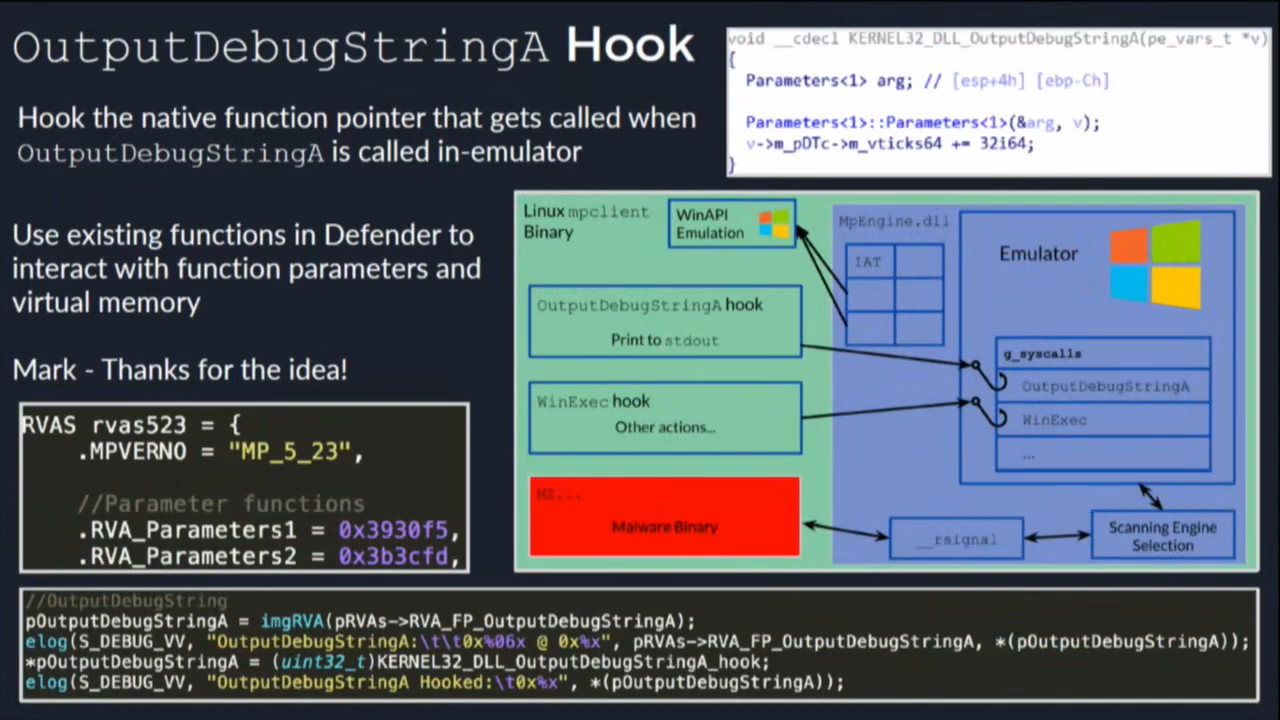 OutputDebugStringA Hook
Hook the native function pointer that gets called when
OutputDebugStringA is called in-emulator
Use existing functions in Defender to
interact with function parameters and
virtual memory
Mark - Thanks for the idea!
RVAS rvas523 = {
.MPVERNO = "MP_5_23",
//Parameter functions
.RVA_Parameters1 = 0x3930f5,
.RVA_Parameters2 = 0x3b3cfd,
void __cdecl KERNEL32_DLL_OutputDebugStringA(pe_vars_t *v)
{
Parameters<1> arg; // [esp+4h] [ebp-Ch]
Parameters<1>::Parameters<1>(&arg, v);
v->m_pDTc->m_vticks64 += 32i64;
}
Linux mpclient
Binary
WinAPI
Emulation
OutputDebugStringA hook
Print to stdout
WinExec hook
Other actions...
MZ...
Malware Binary
MpEngine.dll
IAT
Emulator
g_syscalls
OutputDebugStringA
WinExec
...
__rsignal
Scanning Engine
Selection
//OutputDebugString
pOutputDebugStringA = imgRVA(pRVAs->RVA_FP_OutputDebugStringA);
elog(S_DEBUG_VV, "OutputDebugStringA:\t\t0x%06x @ 0x%x", pRVAs->RVA_FP_OutputDebugStringA, *(pOutputDebugStringA));
*pOutputDebugStringA = (uint32_t)KERNEL32_DLL_OutputDebugStringA_hook;
elog(S_DEBUG_VV, "OutputDebugStringA Hooked:\t0x%x", *(pOutputDebugStringA));